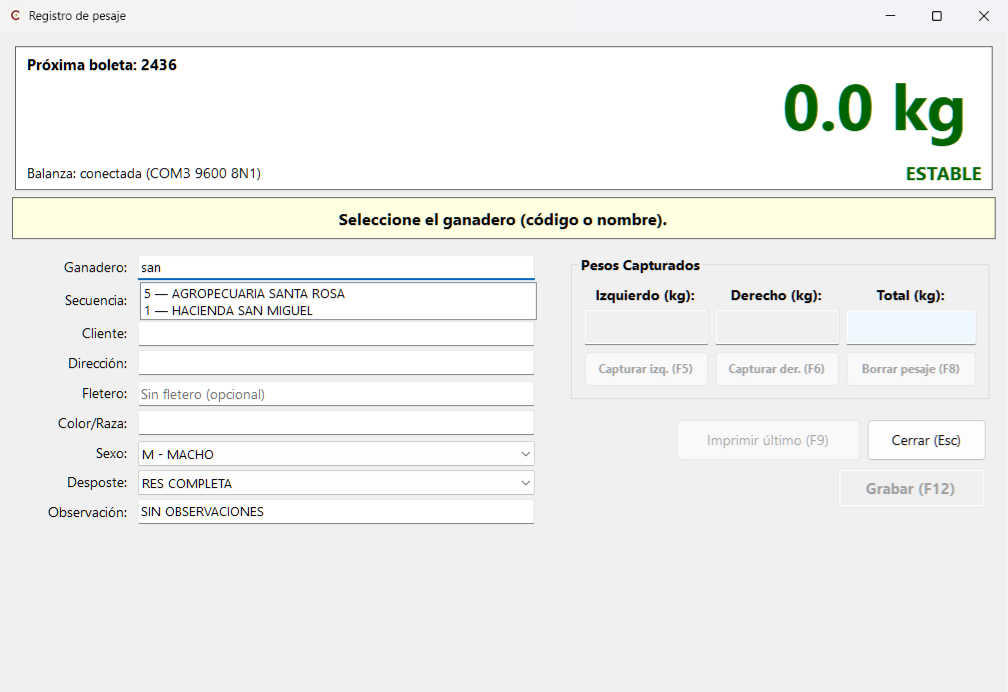 Registro de pesaje
Próxima boleta: 2436
0.0 kg
Balanza: conectada (COM3 9600 8N1)
ESTABLE
Seleccione el ganadero (código o nombre).
Ganadero: san
5 — AGROPECUARIA SANTA ROSA
1 — HACIENDA SAN MIGUEL
Secuencia:
Cliente:
Dirección:
Fletero: Sin fletero (opcional)
Color/Raza:
Sexo: M - MACHO
Desposte: RES COMPLETA
Observación: SIN OBSERVACIONES
Pesos Capturados
Izquierdo (kg): Derecho (kg): Total (kg):
Capturar izq. (F5) Capturar der. (F6) Borrar pesaje (F8)
Imprimir último (F9) Cerrar (Esc)
Grabar (F12)